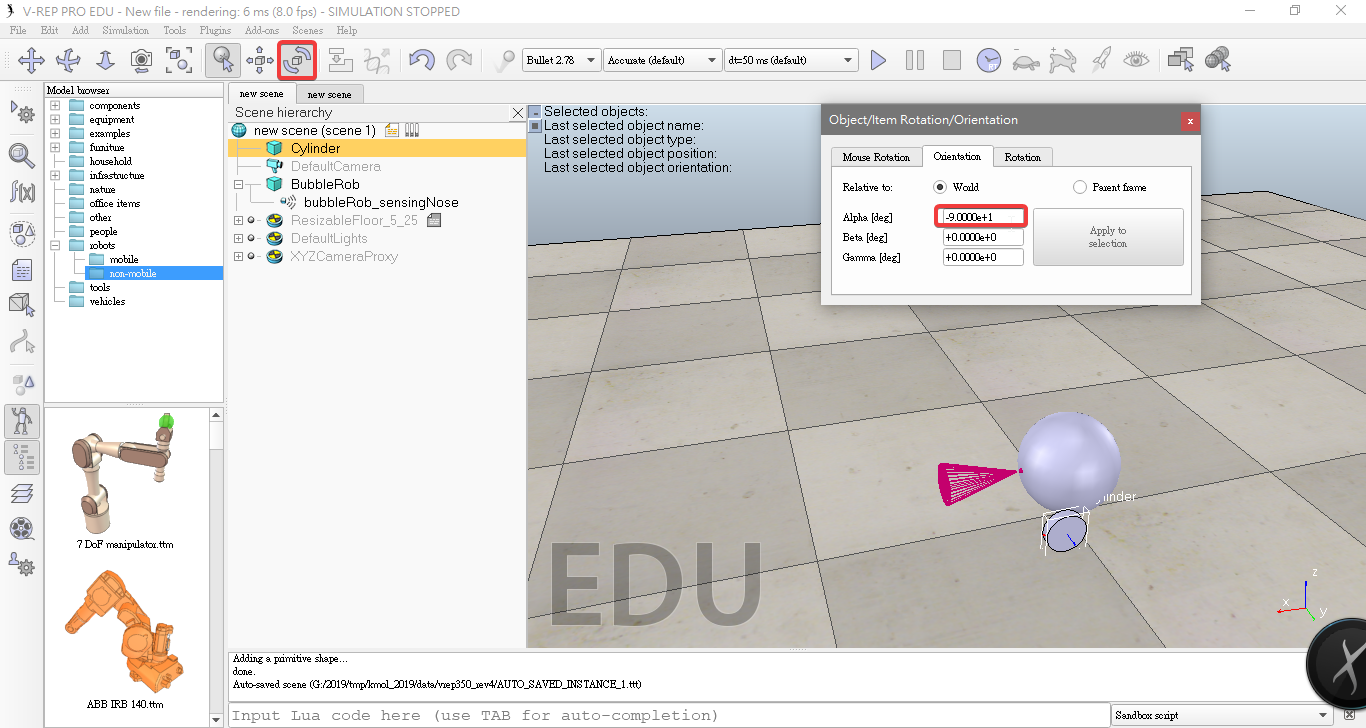 V-REP PRO EDU - New file - rendering: 6 ms (8.0 fps) - SIMULATION STOPPED
File Edit Add Simulation Tools Plugins Add-ons Scenes Help
Bullet 2.78 Accurate (default) dt=50 ms (default)
RT
Model browser
components
equipment
examples
furniture
household
infrastructure
nature
office items
other
people
robots
mobile
non-mobile
tools
vehicles
7 DoF manipulator.ttm
ABB IRB 140.ttm
f(x)
new scene new scene
Scene hierarchy
new scene (scene 1)
Cylinder
DefaultCamera
BubbleRob
bubbleRob_sensingNose
ResizableFloor_5_25
DefaultLights
XYZCameraProxy
Selected objects:
Last selected object name:
Last selected object type:
Last selected object position:
Last selected object orientation:
Object/Item Rotation/Orientation
x
Mouse Rotation Orientation Rotation
Relative to: World Parent frame
Alpha [deg] -9.0000e+1
Beta [deg] +0.0000e+0
Gamma [deg] +0.0000e+0
Apply to
selection
EDU
z
x
y
Adding a primitive shape...
done.
Auto-saved scene (G:/2019/tmp/kmol_2019/data/vrep350_rev4/AUTO_SAVED_INSTANCE_1.ttt)
Input Lua code here (use TAB for auto-completion)
Sandbox script